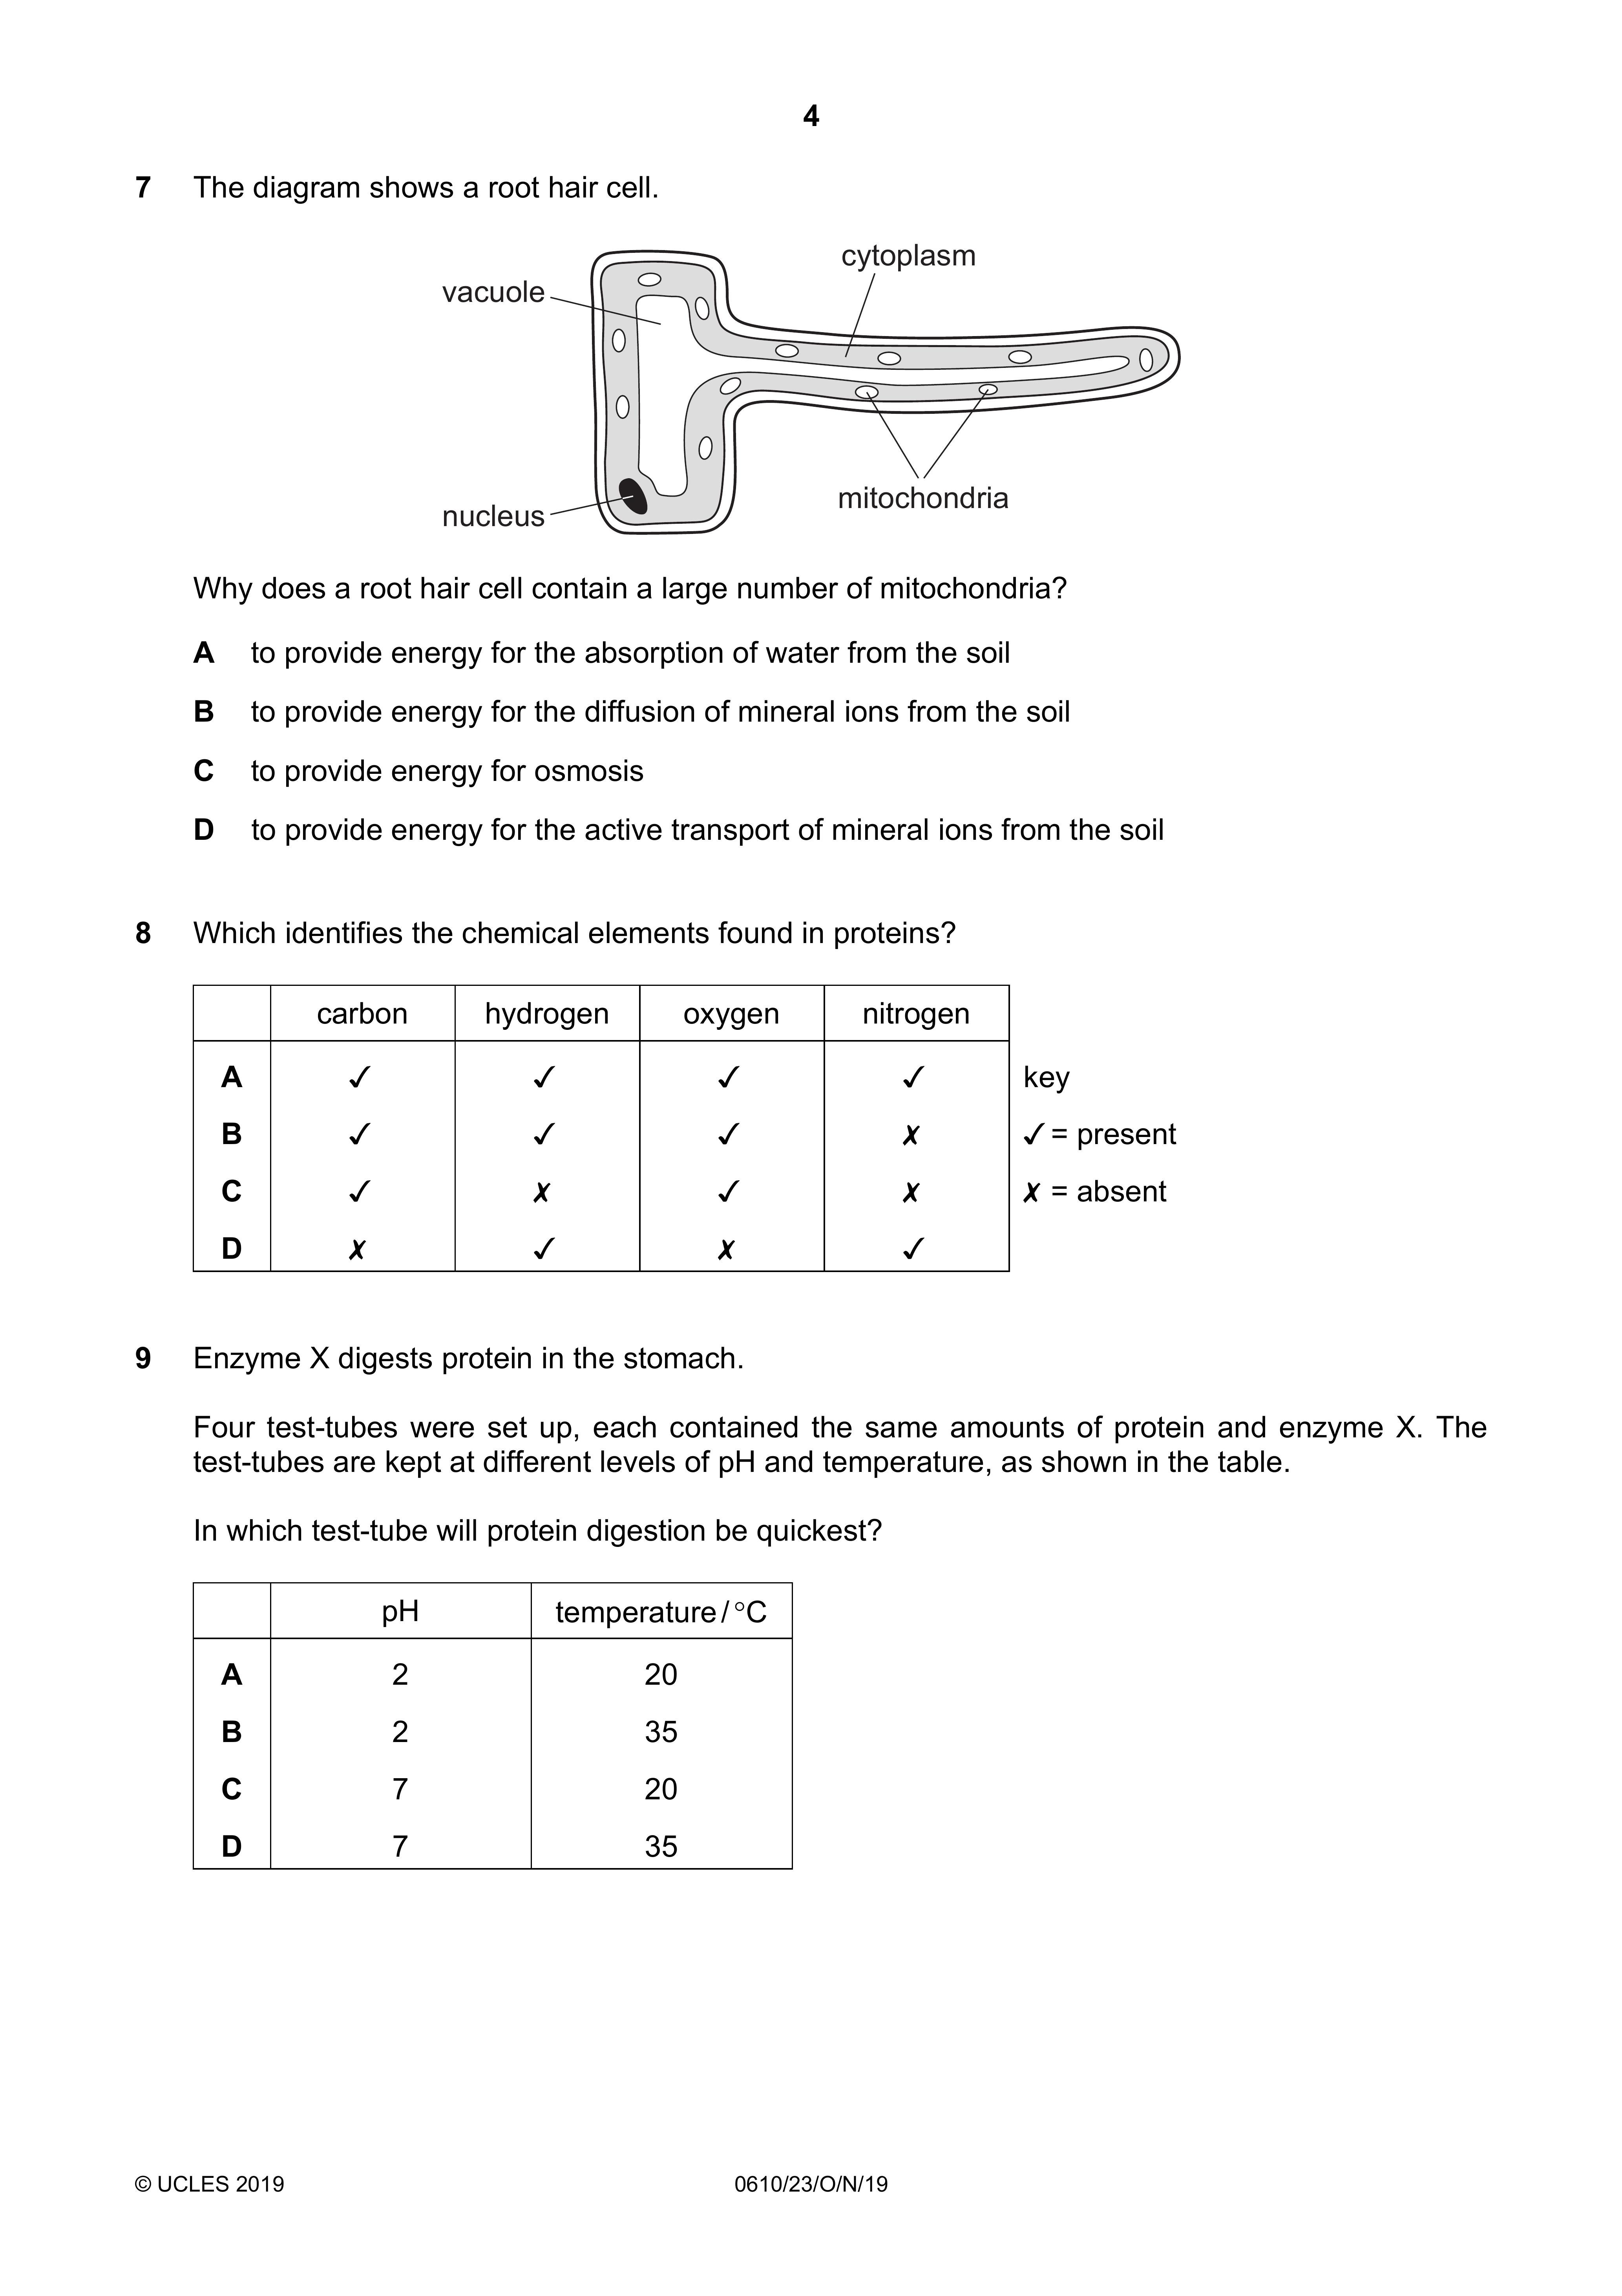 4
7 The diagram shows a root hair cell.
cytoplasm
vacuole
mitochondria
nucleus
Why does a root hair cell contain a large number of mitochondria?
A to provide energy for the absorption of water from the soil
B to provide energy for the diffusion of mineral ions from the soil
C to provide energy for osmosis
D to provide energy for the active transport of mineral ions from the soil
8 Which identifies the chemical elements found in proteins?
carbon hydrogen oxygen nitrogen
A ✓ ✓ ✓ ✓ key
B ✓ ✓ ✓ ✗ ✓ = present
C ✓ ✗ ✓ ✗ ✗ = absent
D ✗ ✓ ✗ ✓
9 Enzyme X digests protein in the stomach.
Four test-tubes were set up, each contained the same amounts of protein and enzyme X. The
test-tubes are kept at different levels of pH and temperature, as shown in the table.
In which test-tube will protein digestion be quickest?
pH temperature / °C
A 2 20
B 2 35
C 7 20
D 7 35
© UCLES 2019 0610/23/O/N/19